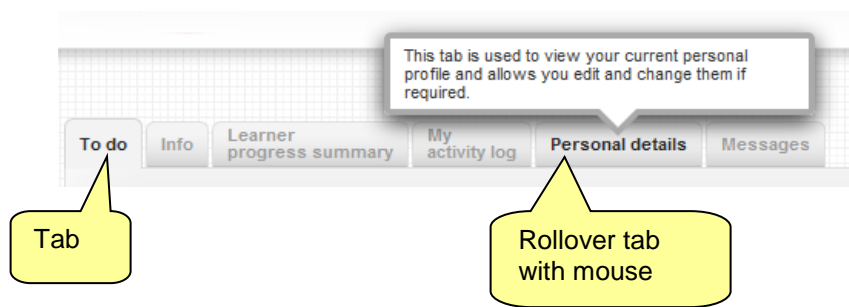 This tab is used to view your current personal
profile and allows you edit and change them if
required.
To do
Info
Learner
progress summary
My
activity log
Personal details
Messages
Tab
Rollover tab
with mouse